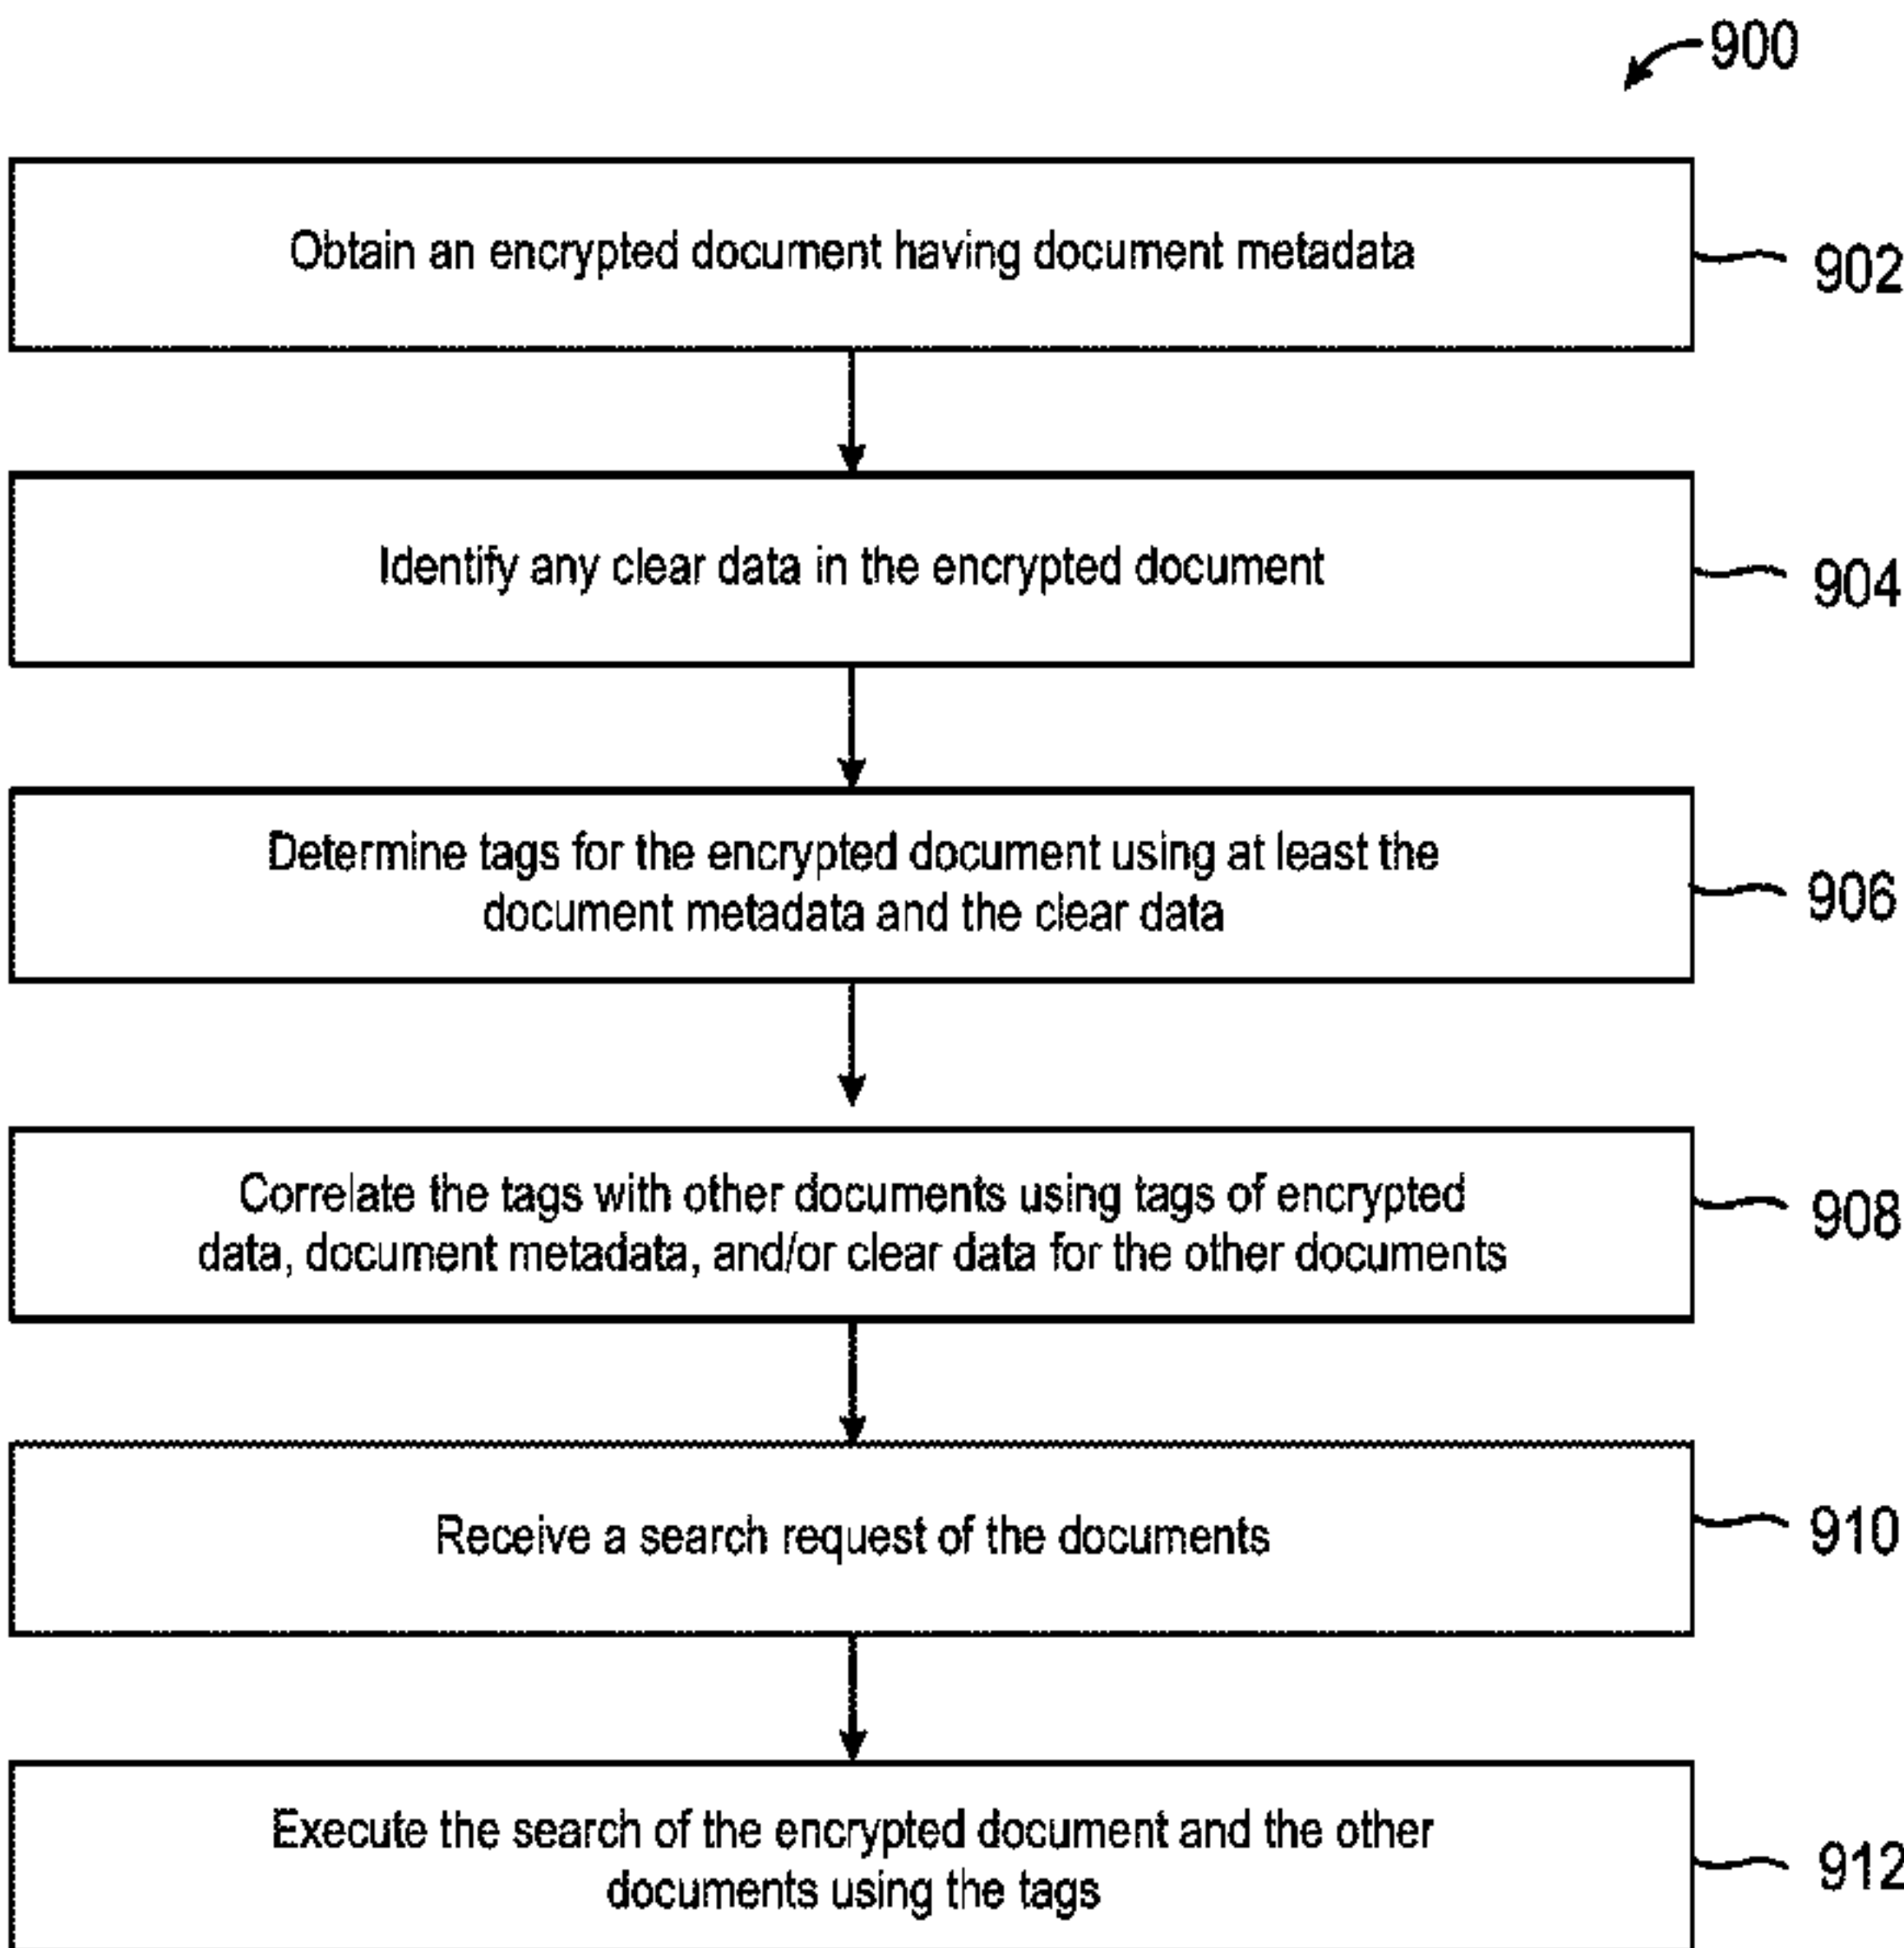 900
Obtain an encrypted document having document metadata
902
Identify any clear data in the encrypted document
904
Determine tags for the encrypted document using at least the
document metadata and the clear data
906
Correlate the tags with other documents using tags of encrypted
data, document metadata, and/or clear data for the other documents
908
Receive a search request of the documents
910
Execute the search of the encrypted document and the other
documents using the tags
912